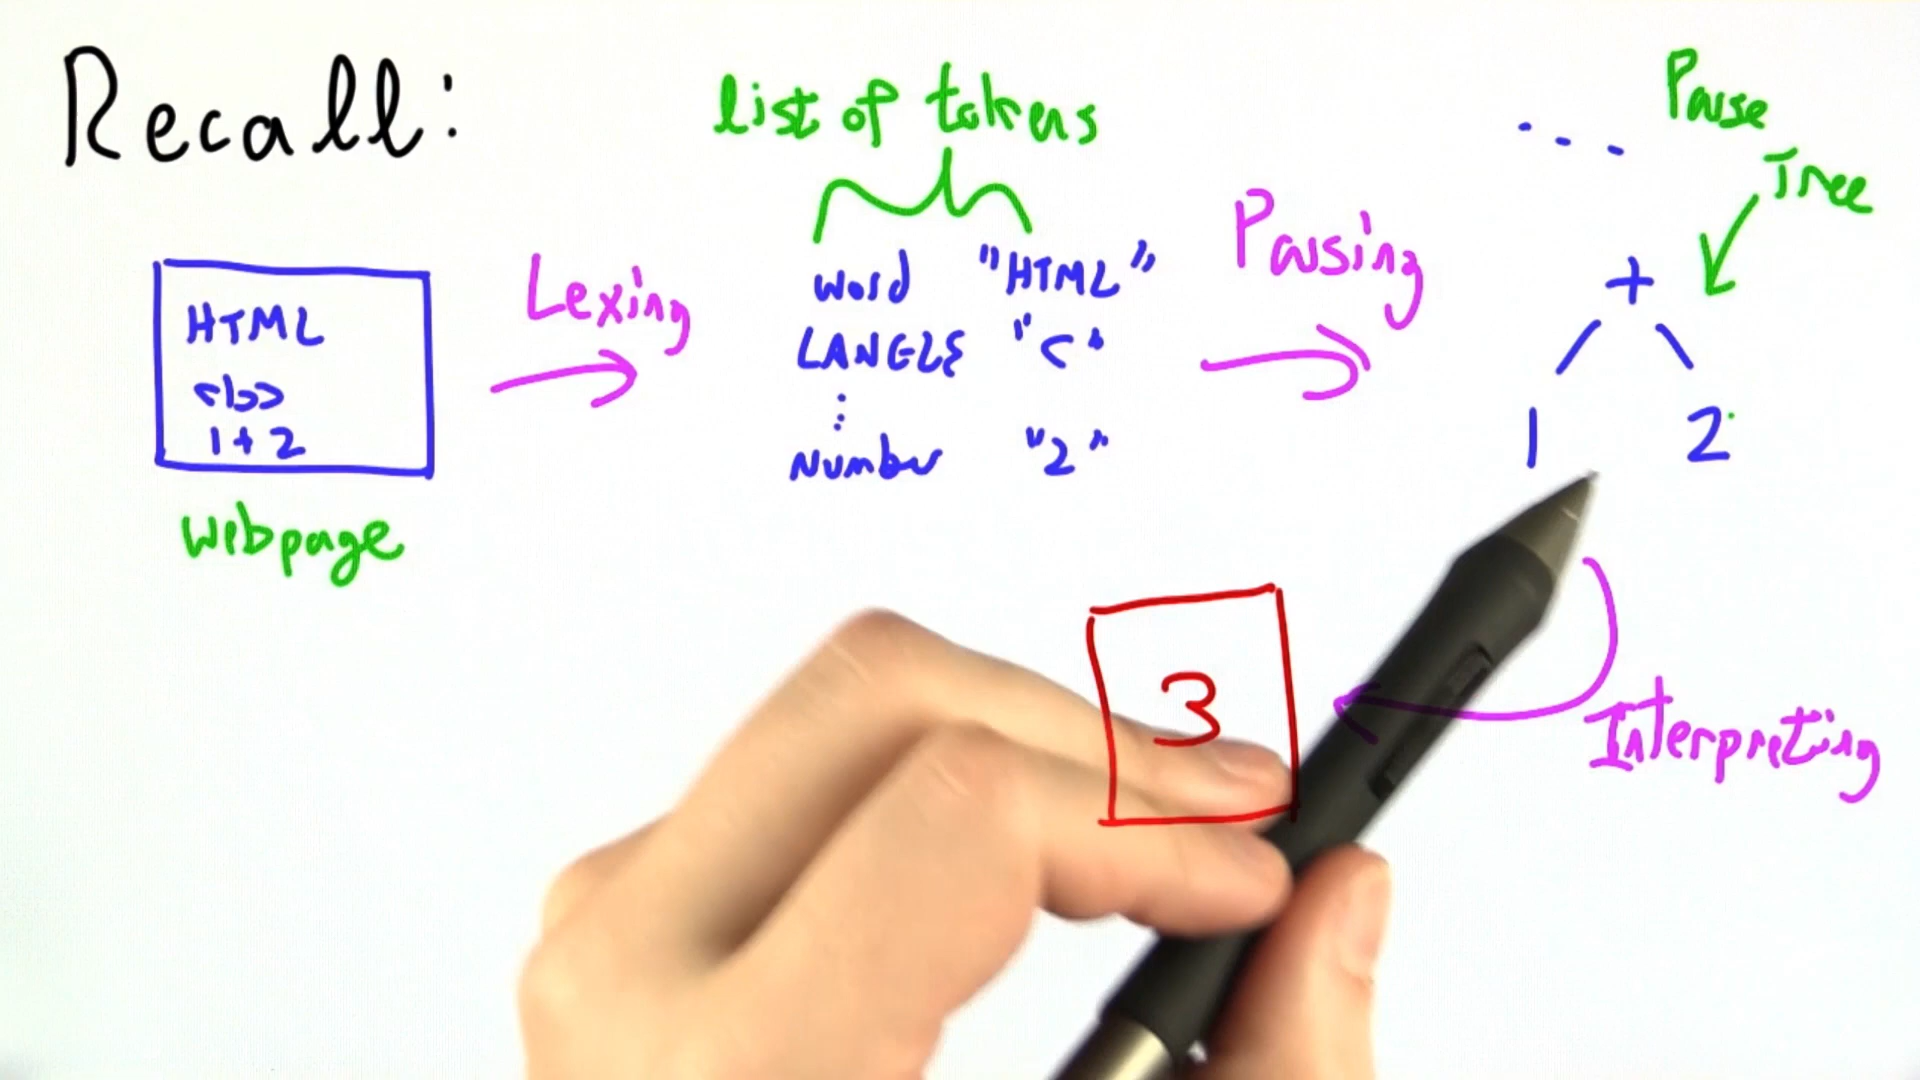 Recall:
list of tokens
Parse
Tree
HTML
<b>
1 + 2
webpage
Lexing
word "HTML"
LANGLE "<"
Number "2"
Parsing
+
1 2
Interpreting
3